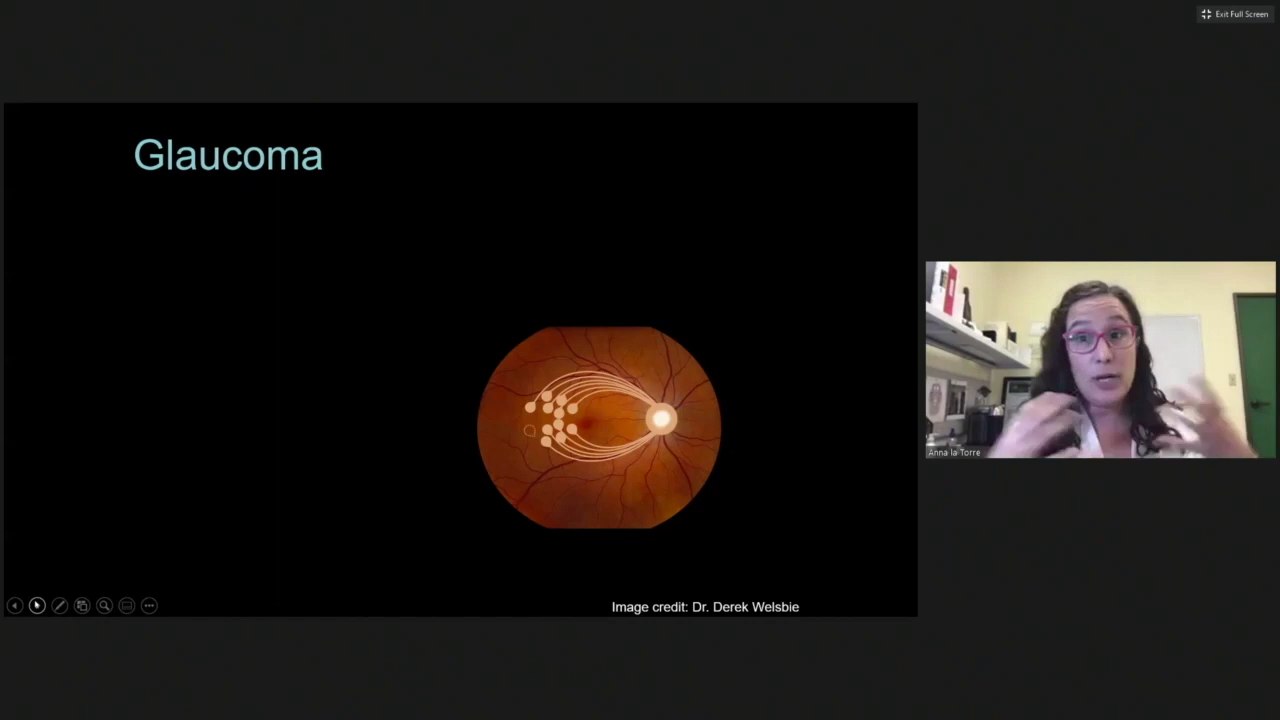 Exit Full Screen
Glaucoma
Anna la Torre
Image credit: Dr. Derek Welsbie